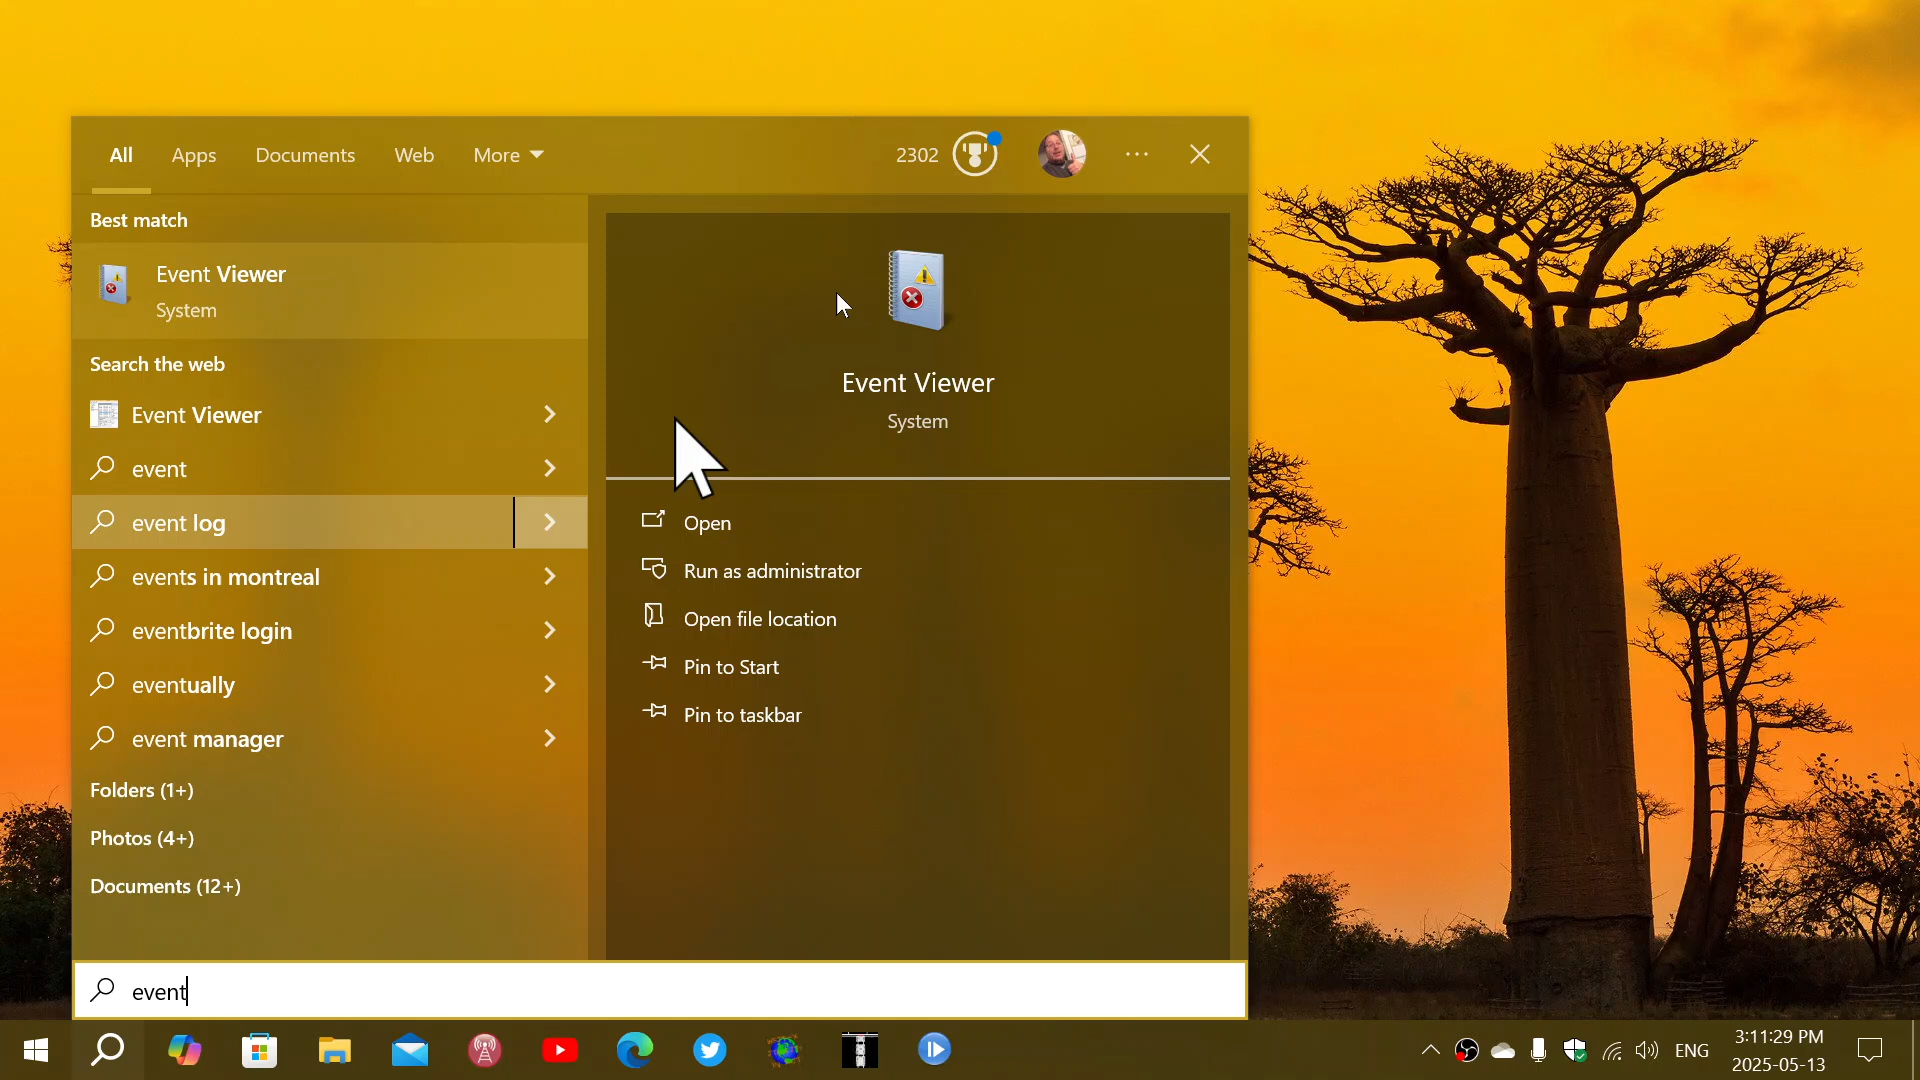 All Apps Documents Web More 2302
Best match
Event Viewer
System
Search the web
Event Viewer
event
event log
events in montreal
eventbrite login
eventually
event manager
Folders (1+)
Photos (4+)
Documents (12+)
Event Viewer
System
Open
Run as administrator
Open file location
Pin to Start
Pin to taskbar
event
ENG
3:11:29 PM
2025-05-13